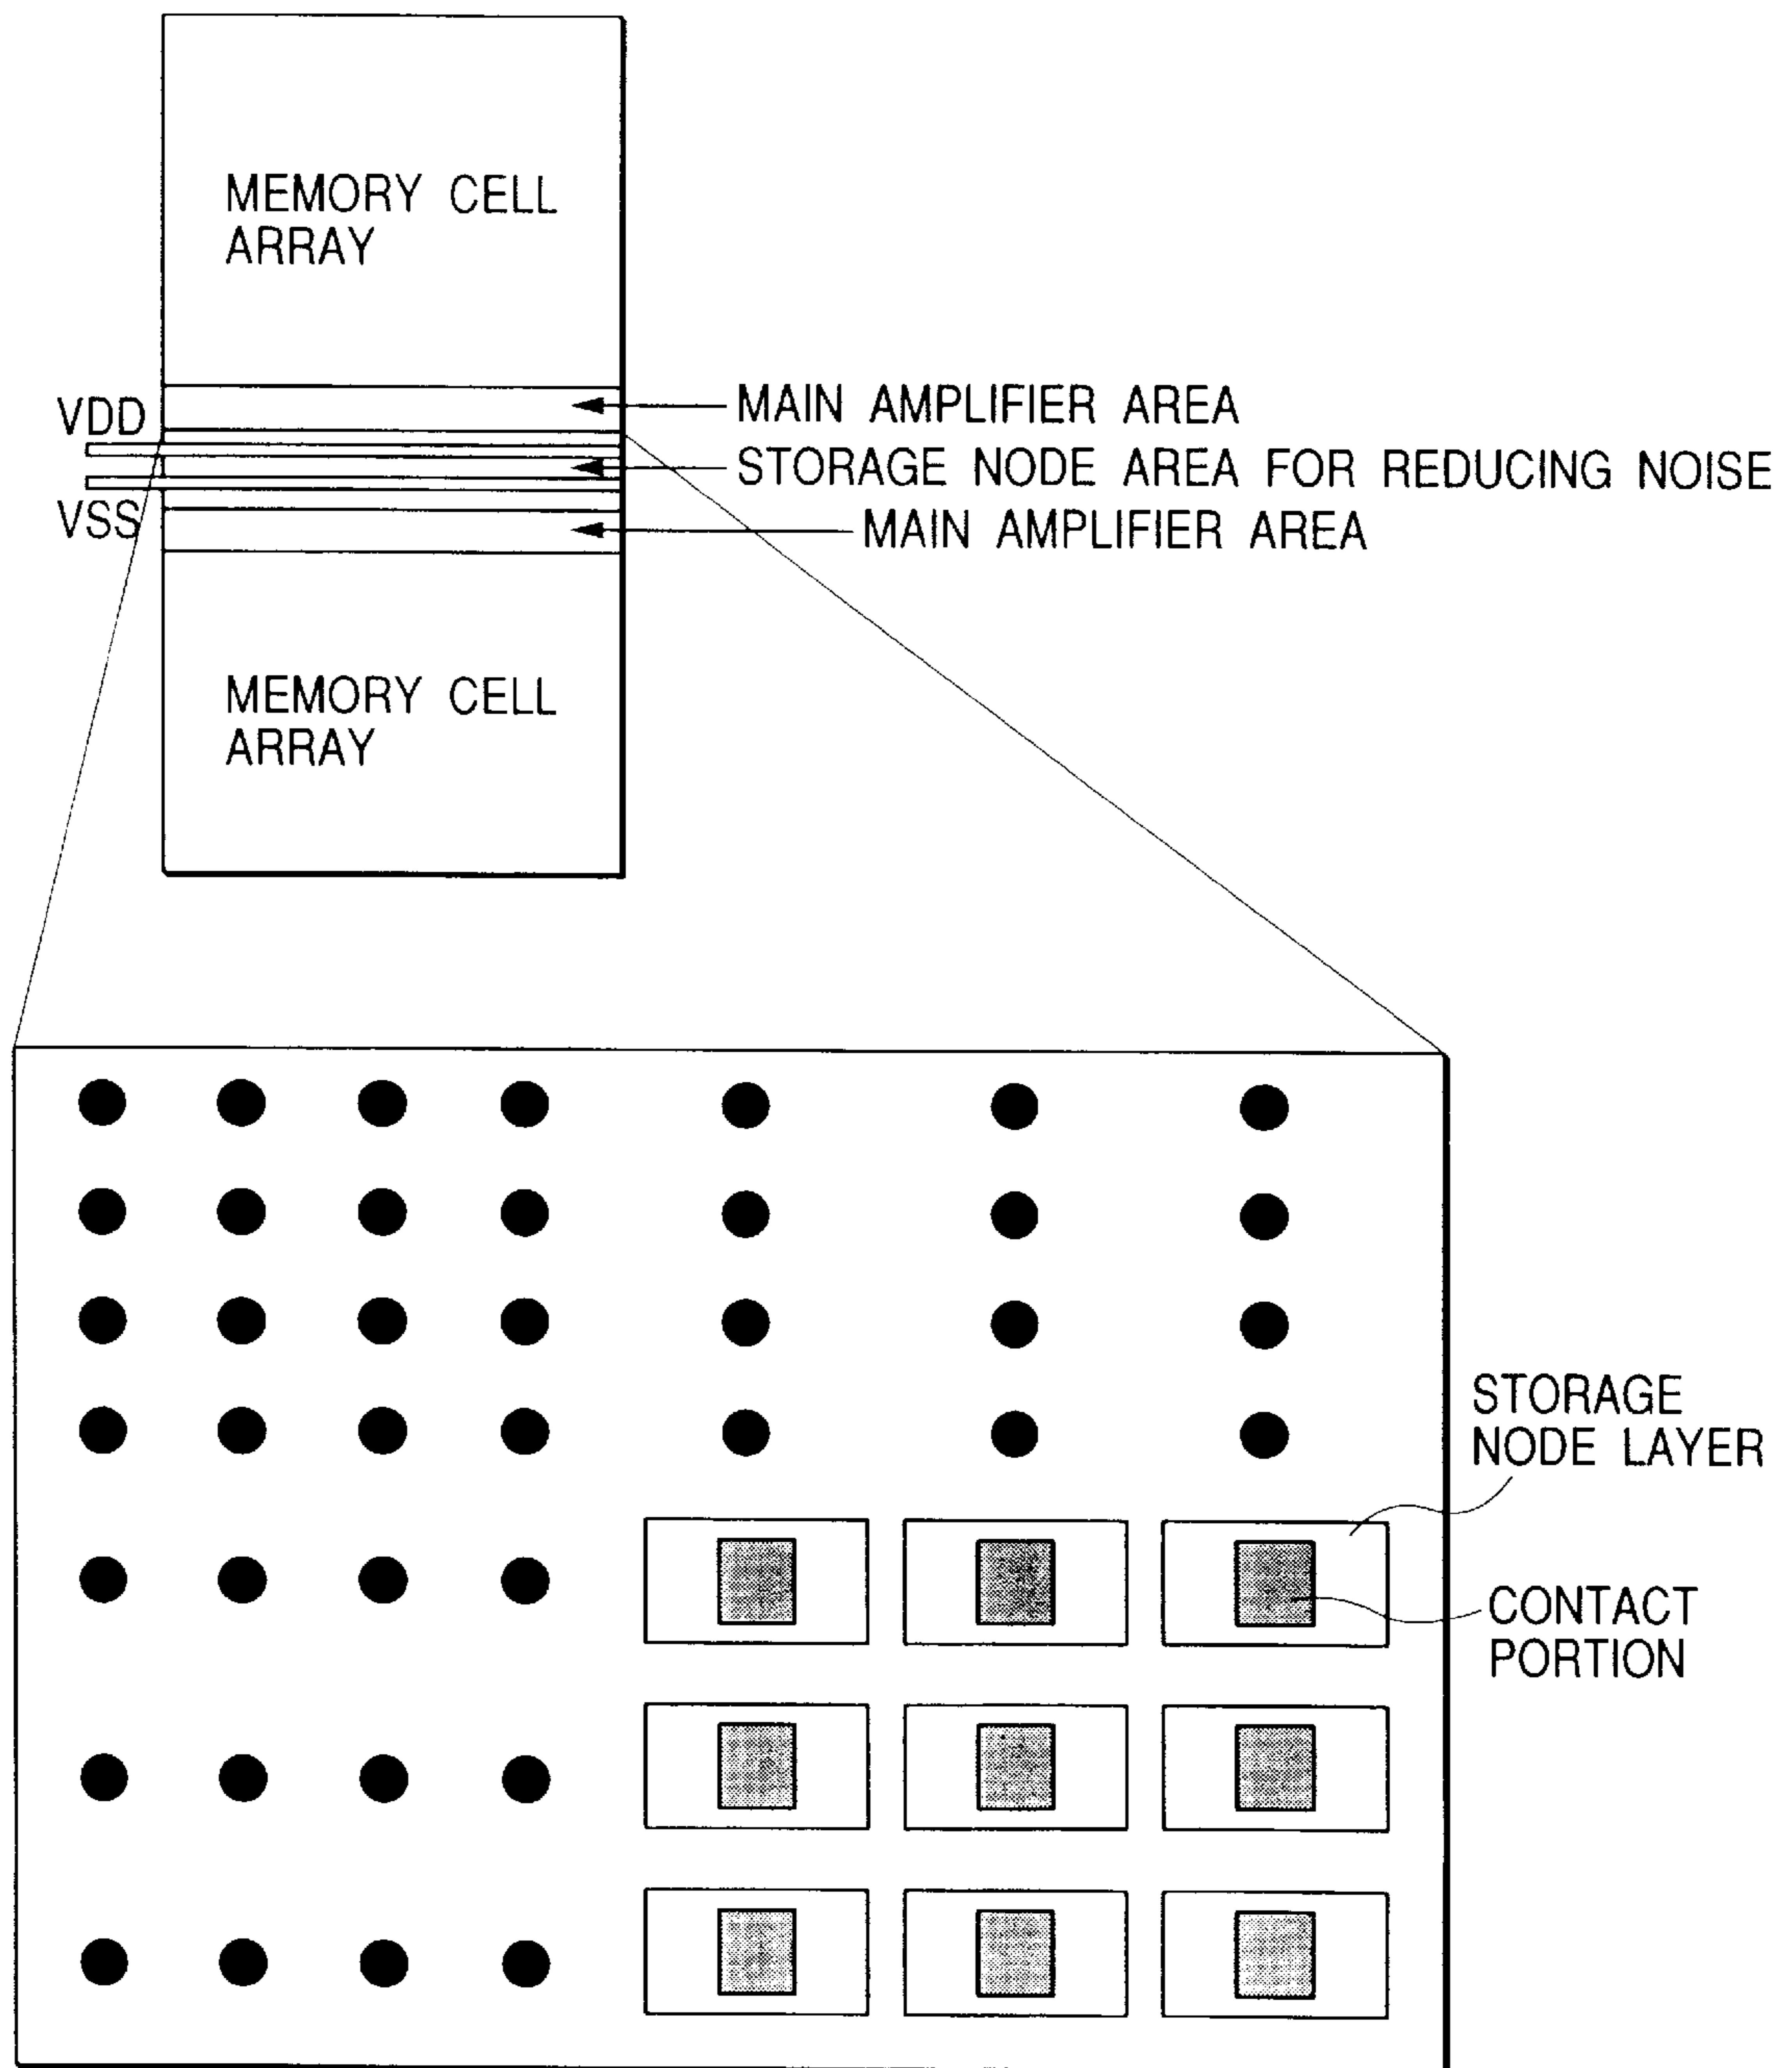 MEMORY CELL
ARRAY
VDD
MAIN AMPLIFIER AREA
STORAGE NODE AREA FOR REDUCING NOISE
VSS
MAIN AMPLIFIER AREA
MEMORY CELL
ARRAY
STORAGE
NODE LAYER
CONTACT
PORTION